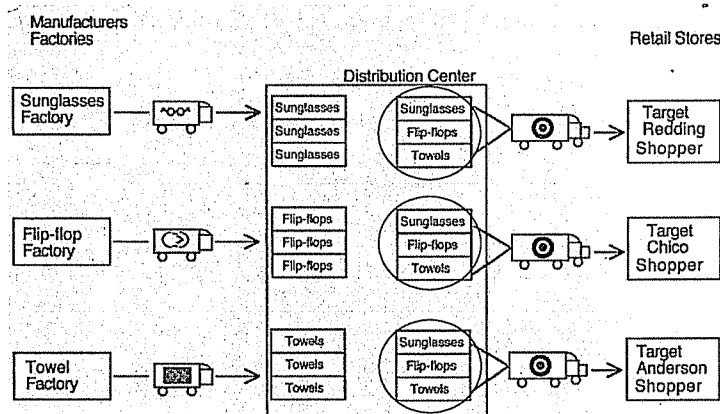 Manufacturers
Factories
Retail Stores
Distribution Center
Sunglasses
Factory
Sunglasses
Sunglasses
Sunglasses
Sunglasses
Flip-flops
Towels
Target
Redding
Shopper
Flip-flop
Factory
Flip-flops
Flip-flops
Flip-flops
Sunglasses
Flip-flops
Towels
Target
Chico
Shopper
Towel
Factory
Towels
Towels
Towels
Sunglasses
Flip-flops
Towels
Target
Anderson
Shopper